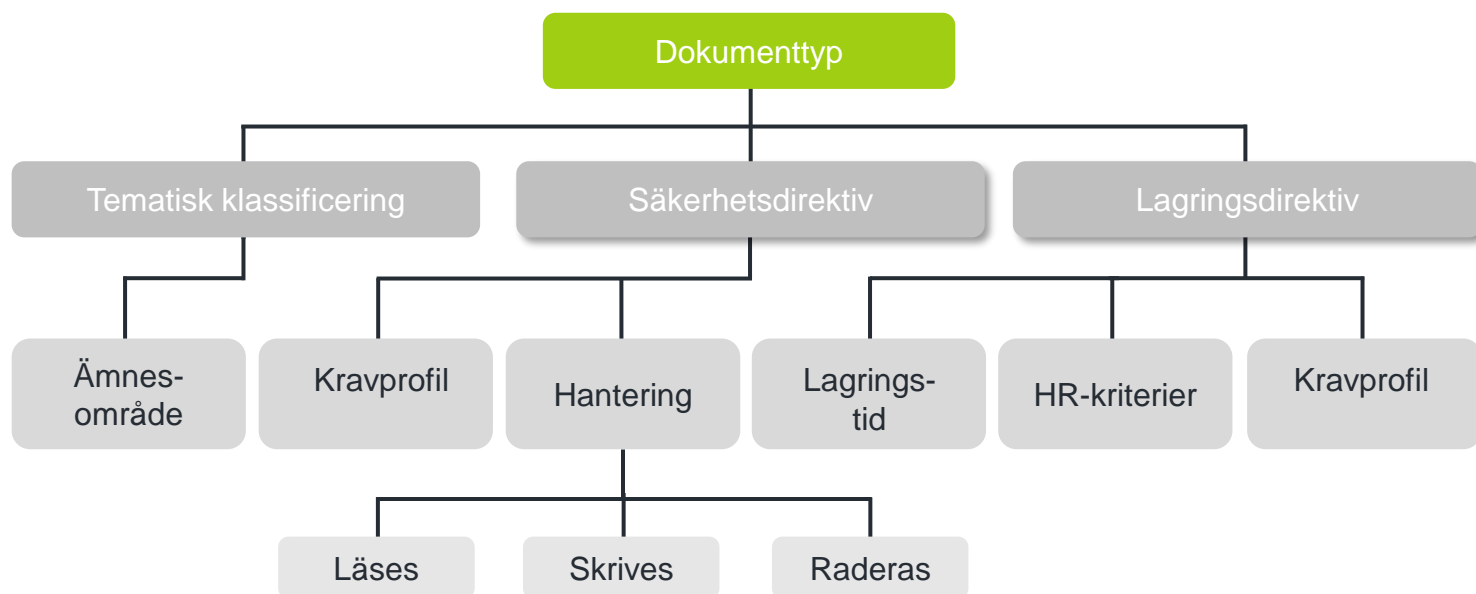 Dokumenttyp
Tematisk klassificering
Säkerhetsdirektiv
Lagringsdirektiv
Ämnes-
område
Kravprofil
Hantering
Lagrings-
tid
HR-kriterier
Kravprofil
Läses
Skrives
Raderas